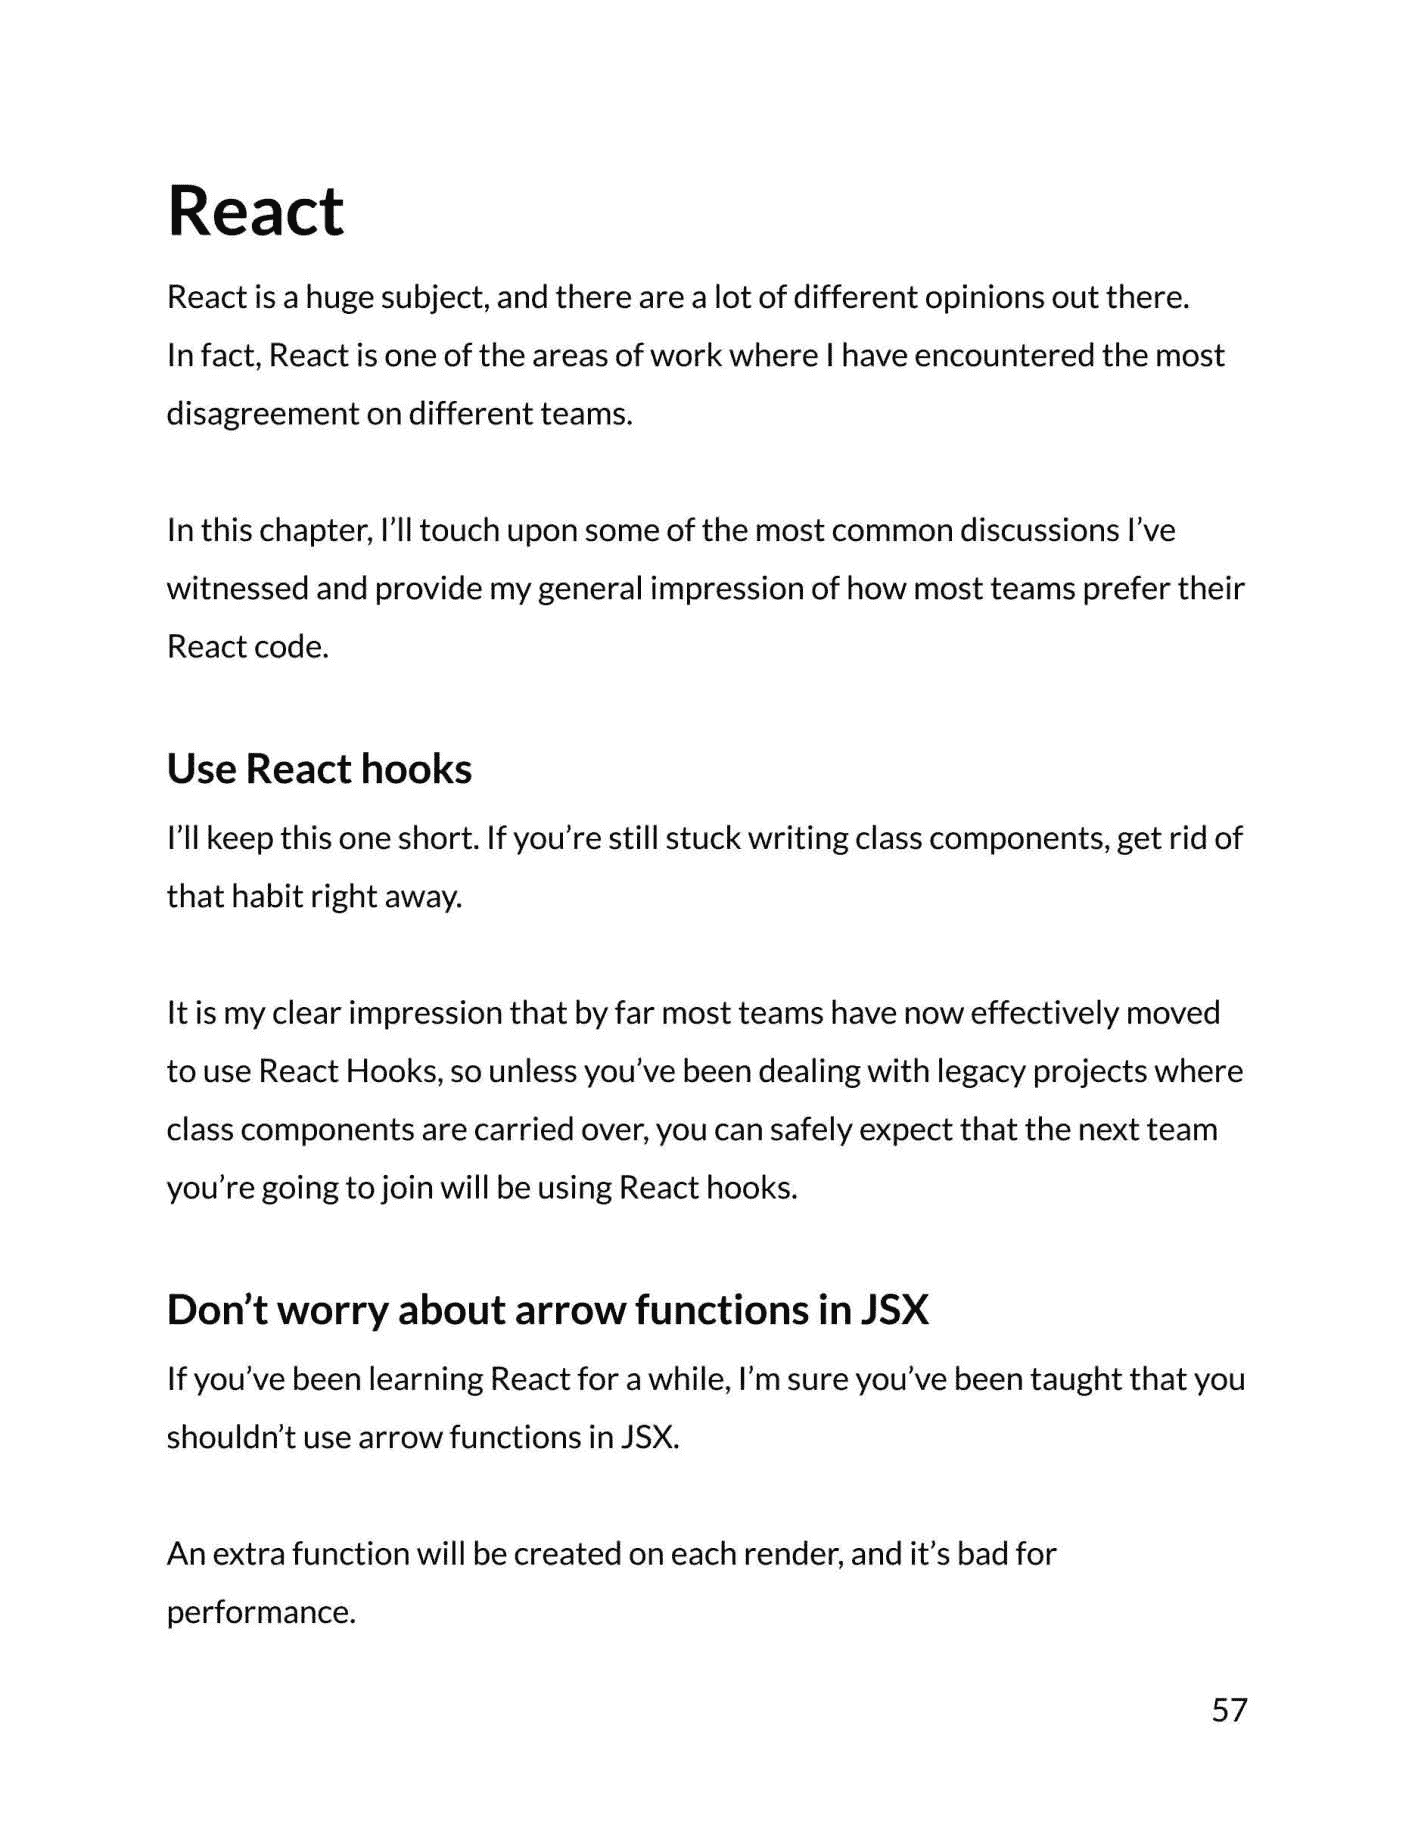 React
React is a huge subject, and there are a lot of different opinions out there.
In fact, React is one of the areas of work where I have encountered the most
disagreement on different teams.
In this chapter, I’ll touch upon some of the most common discussions I’ve
witnessed and provide my general impression of how most teams prefer their
React code.
Use React hooks
I’ll keep this one short. If you’re still stuck writing class components, get rid of
that habit right away.
It is my clear impression that by far most teams have now effectively moved
to use React Hooks, so unless you’ve been dealing with legacy projects where
class components are carried over, you can safely expect that the next team
you’re going to join will be using React hooks.
Don’t worry about arrow functions in JSX
If you’ve been learning React for a while, I’m sure you’ve been taught that you
shouldn’t use arrow functions in JSX.
An extra function will be created on each render, and it’s bad for
performance.
57